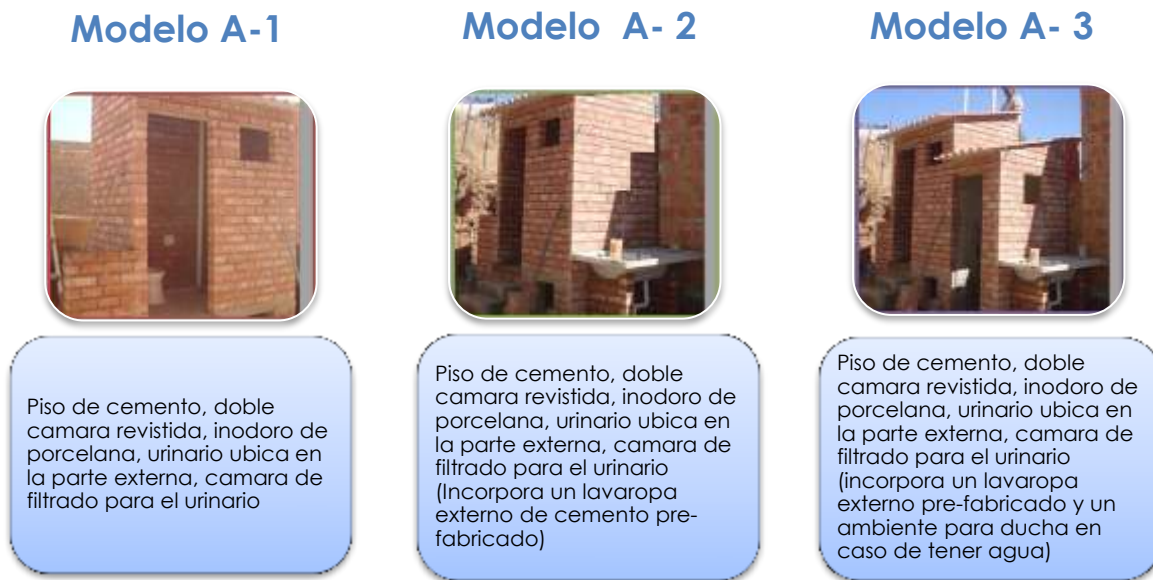 Modelo A-1
Piso de cemento, doble
camara revistida, inodoro de
porcelana, urinario ubica en
la parte externa, camara de
filtrado para el urinario
Modelo A- 2
Piso de cemento, doble
camara revistida, inodoro de
porcelana, urinario ubica en
la parte externa, camara de
filtrado para el urinario
(Incorpora un lavaropa
externo de cemento pre-
fabricado)
Modelo A- 3
Piso de cemento, doble
camara revistida, inodoro de
porcelana, urinario ubica en
la parte externa, camara de
filtrado para el urinario
(incorpora un lavaropa
externo pre-fabricado y un
ambiente para ducha en
caso de tener agua)